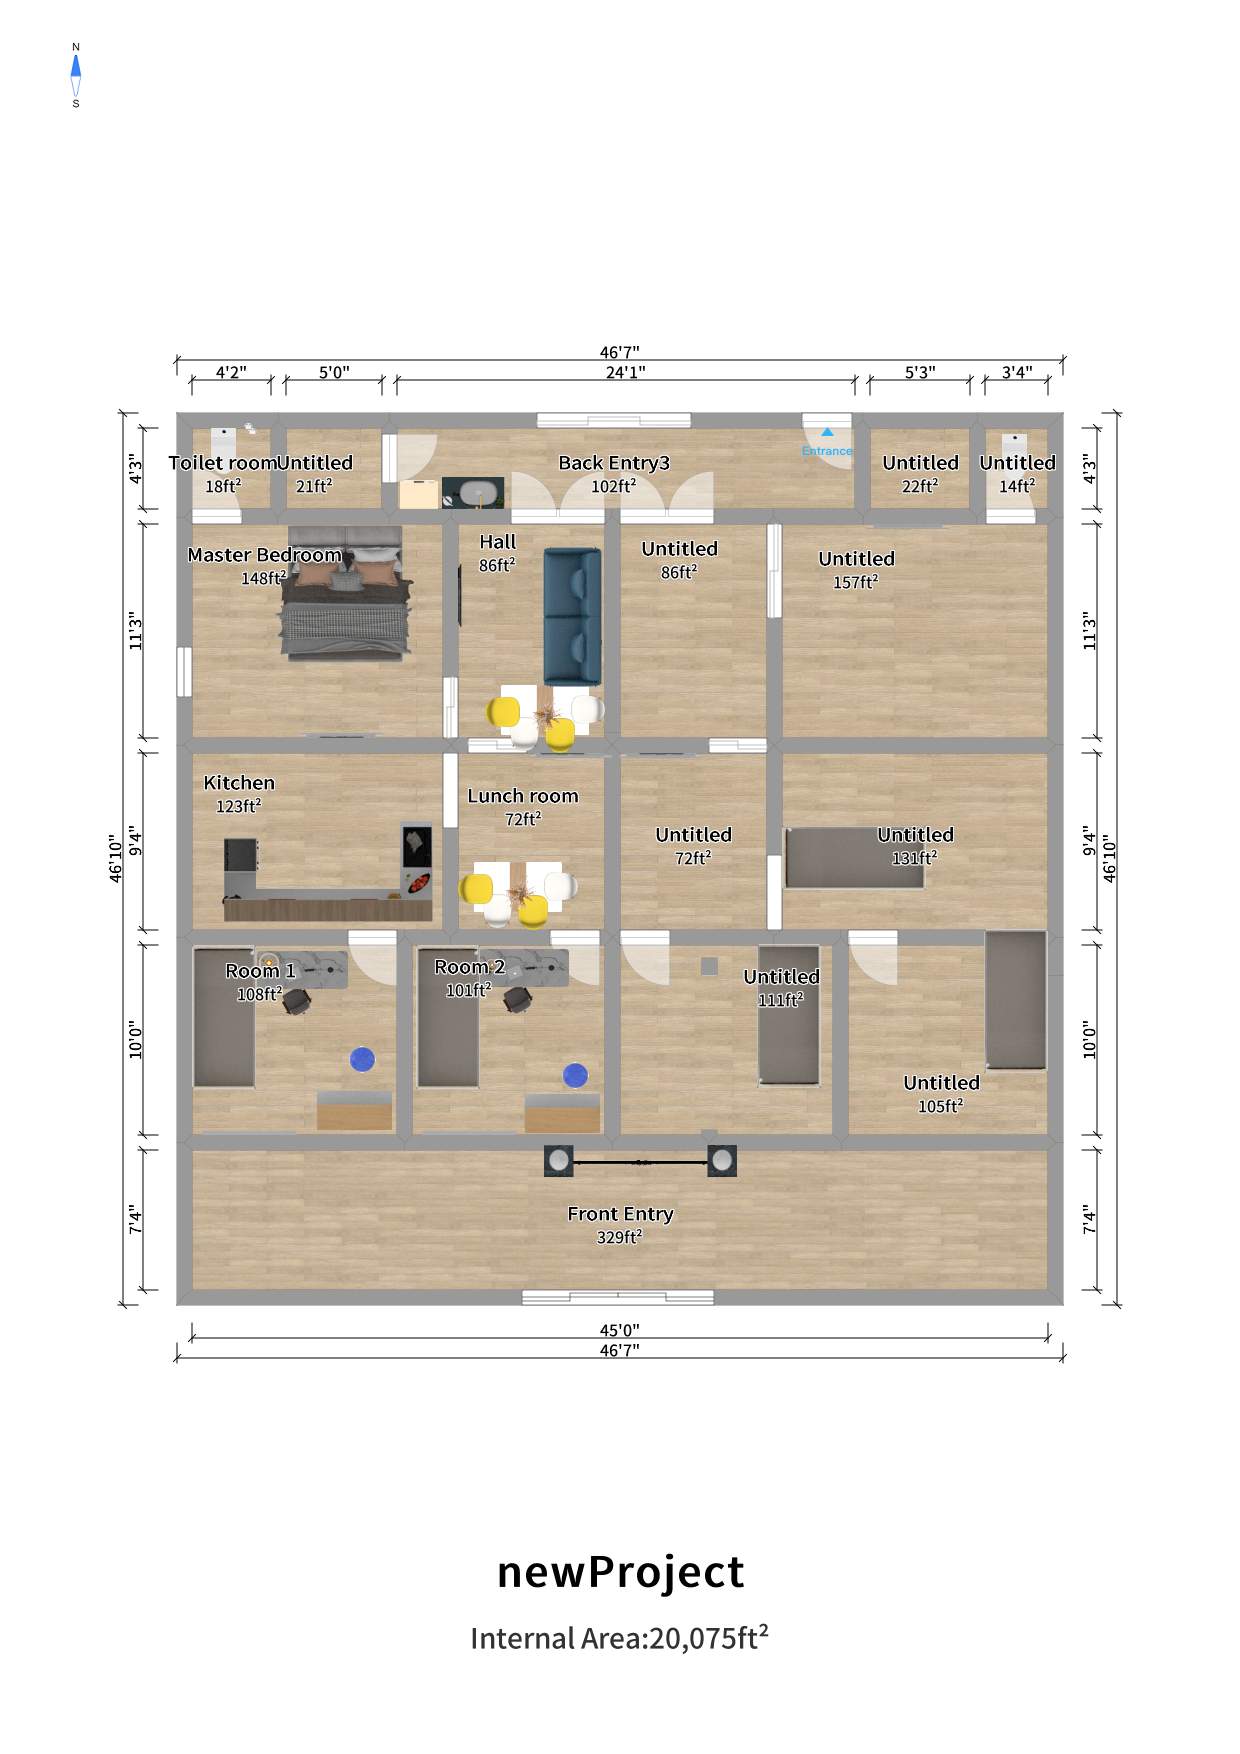 N
S
46'7"
4'2" 5'0" 24'1" 5'3" 3'4"
4'3" 4'3"
Toilet room Untitled Back Entry3 Entrance Untitled Untitled
18ft² 21ft² 102ft² 22ft² 14ft²
Master Bedroom Hall Untitled Untitled
148ft² 86ft² 86ft² 157ft²
11'3" 11'3"
Kitchen Lunch room Untitled Untitled
123ft² 72ft² 72ft² 131ft²
46'10" 9'4" 9'4" 46'10"
Room 1 Room 2 Untitled
108ft² 101ft² 111ft²
10'0" 10'0"
Untitled
105ft²
7'4" 7'4"
Front Entry
329ft²
45'0"
46'7"
newProject
Internal Area:20,075ft²